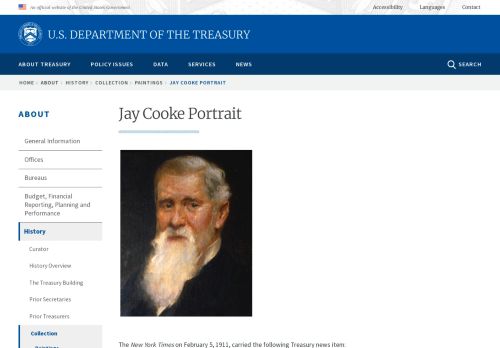 An official website of the United States Government
Accessibility Languages Contact
U.S. DEPARTMENT OF THE TREASURY
ABOUT TREASURY POLICY ISSUES DATA SERVICES NEWS SEARCH
HOME › ABOUT › HISTORY › COLLECTION › PAINTINGS › JAY COOKE PORTRAIT
ABOUT
Jay Cooke Portrait
General Information
Offices
Bureaus
Budget, Financial
Reporting, Planning and
Performance
History
Curator
History Overview
The Treasury Building
Prior Secretaries
Prior Treasurers
Collection
The New York Times on February 5, 1911, carried the following Treasury news item:
Paintings